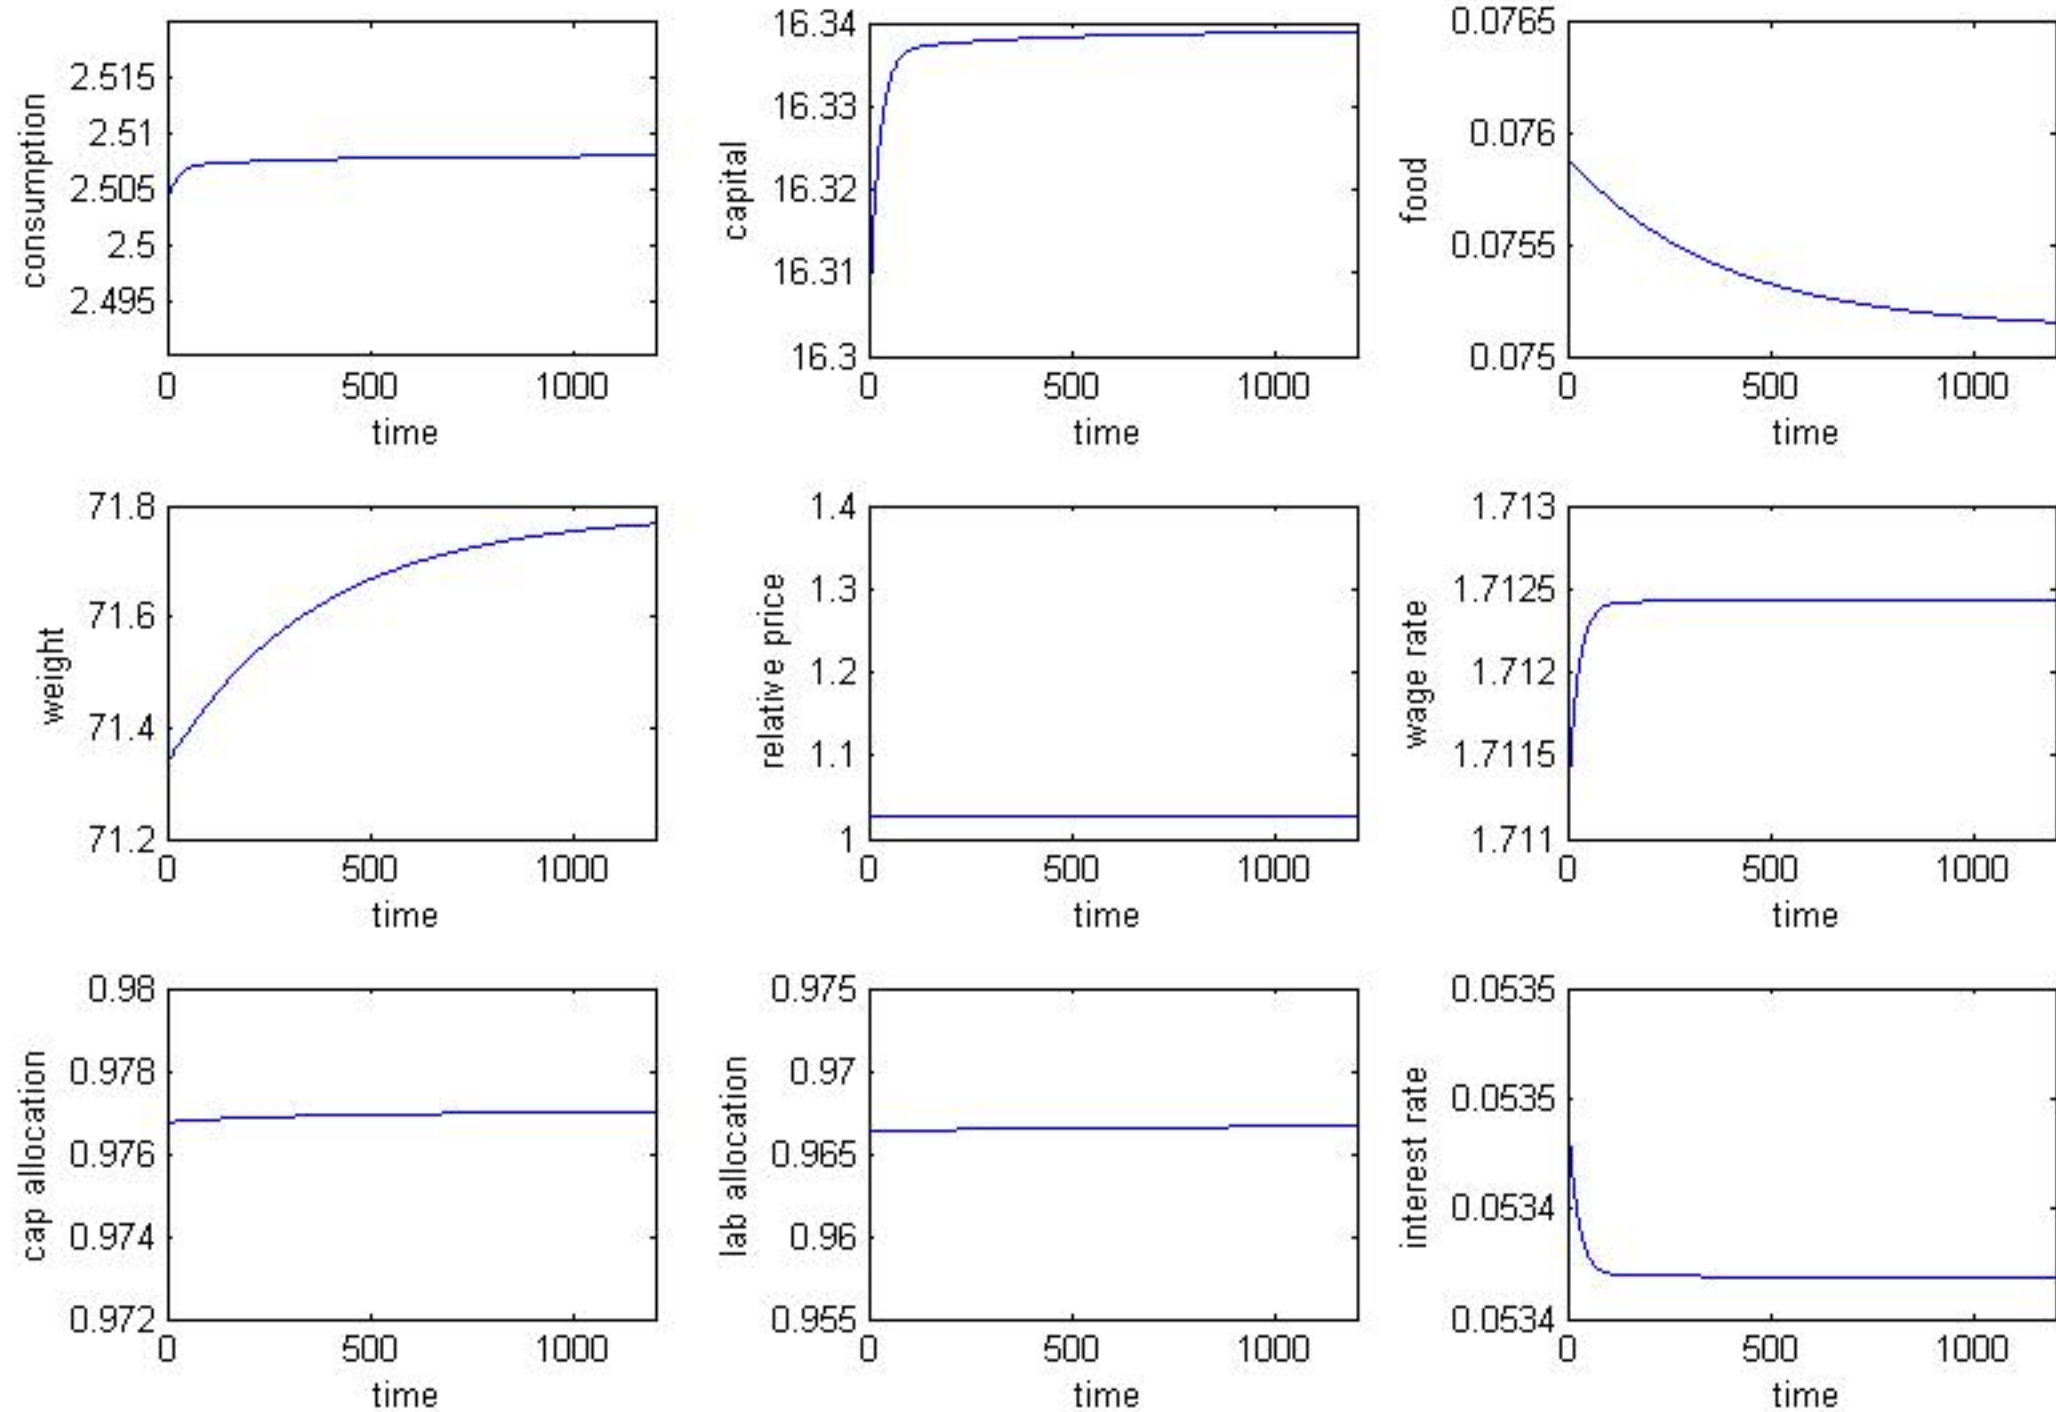 consumption
2.515
2.51
2.505
2.5
2.495
0 500 1000
time
capital
16.34
16.33
16.32
16.31
16.3
0 500 1000
time
food
0.0765
0.076
0.0755
0.075
0 500 1000
time
weight
71.8
71.6
71.4
71.2
0 500 1000
time
relative price
1.4
1.3
1.2
1.1
1
0 500 1000
time
wage rate
1.713
1.7125
1.712
1.7115
1.711
0 500 1000
time
cap allocation
0.98
0.978
0.976
0.974
0.972
0 500 1000
time
lab allocation
0.975
0.97
0.965
0.96
0.955
0 500 1000
time
interest rate
0.0535
0.0535
0.0534
0.0534
0 500 1000
time